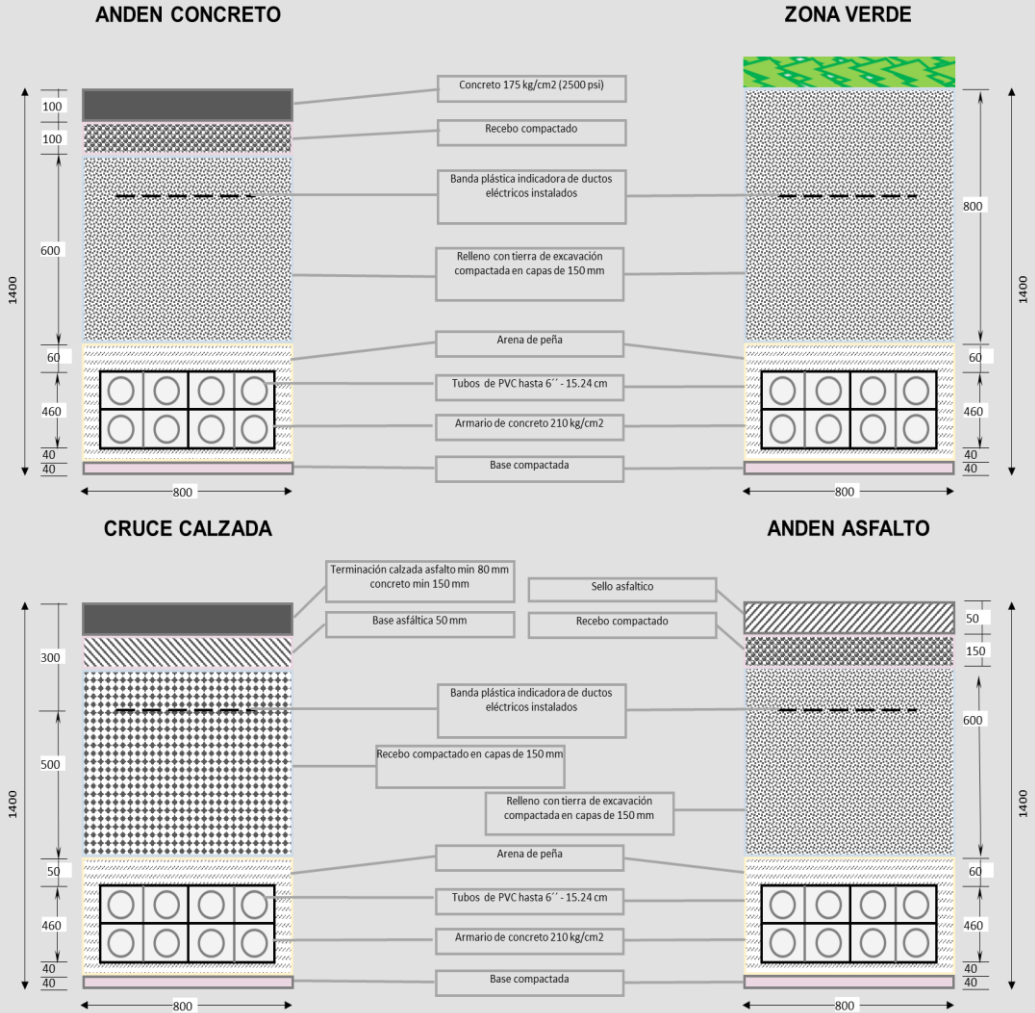 ANDEN CONCRETO
ZONA VERDE
Concreto 175 kg/cm2 (2500 psi)
Recebo compactado
Banda plástica indicadora de ductos
eléctricos instalados
Relleno con tierra de excavación
compactada en capas de 150 mm
Arena de peña
Tubos de PVC hasta 6´´ - 15.24 cm
Armario de concreto 210 kg/cm2
Base compactada
1400
100
100
600
60
460
40
40
800
800
60
460
40
40
1400
800
CRUCE CALZADA
ANDEN ASFALTO
Terminación calzada asfalto min 80 mm
concreto min 150 mm
Base asfáltica 50 mm
Sello asfaltico
Recebo compactado
Banda plástica indicadora de ductos
eléctricos instalados
Recebo compactado en capas de 150 mm
Relleno con tierra de excavación
compactada en capas de 150 mm
Arena de peña
Tubos de PVC hasta 6´´ - 15.24 cm
Armario de concreto 210 kg/cm2
Base compactada
1400
300
500
50
460
40
40
800
50
150
600
60
460
40
40
1400
800